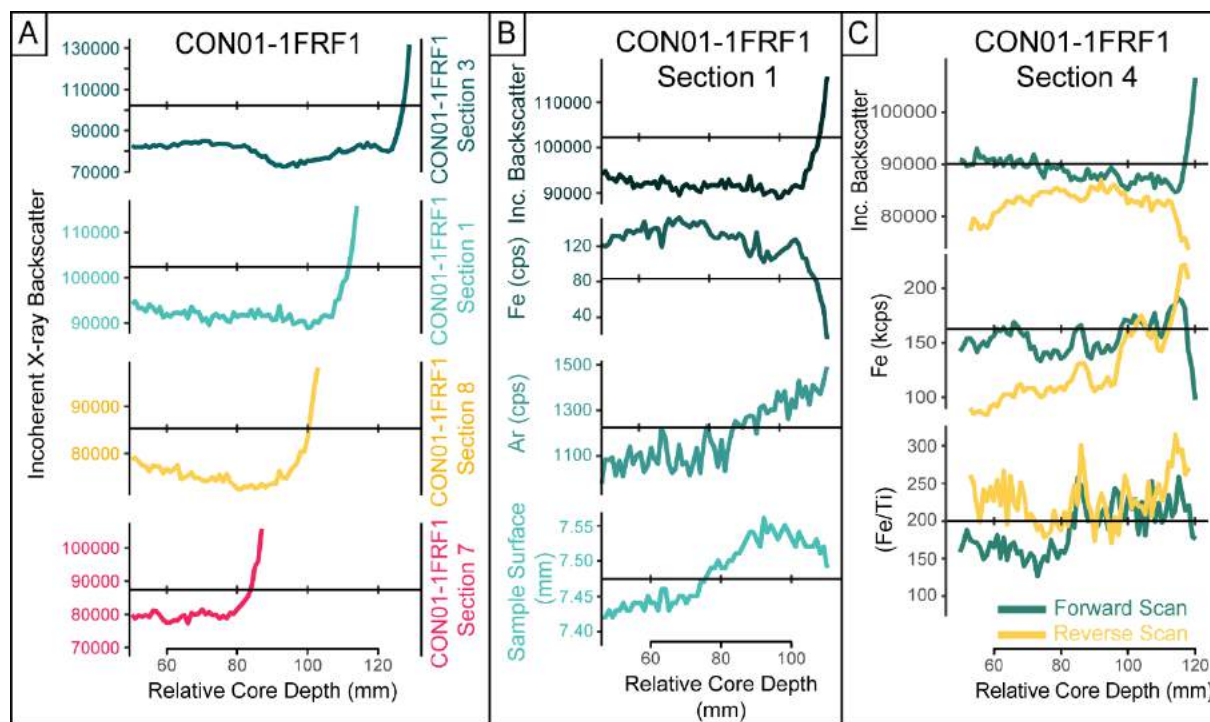 A
CON01-1FRF1
Incoherent X-ray Backscatter
130000
110000
90000
70000
CON01-1FRF1
Section 3
110000
100000
90000
CON01-1FRF1
Section 1
90000
80000
CON01-1FRF1
Section 8
100000
90000
80000
70000
CON01-1FRF1
Section 7
60
80
100
120
Relative Core Depth (mm)
B
CON01-1FRF1
Section 1
Inc. Backscatter
110000
100000
90000
Fe (cps)
120
80
40
Ar (cps)
1500
1300
1100
Sample Surface
(mm)
7.55
7.50
7.45
7.40
60
80
100
Relative Core Depth
(mm)
C
CON01-1FRF1
Section 4
Inc. Backscatter
100000
90000
80000
Fe (kcps)
200
150
100
(Fe/Ti)
300
250
200
150
100
Forward Scan
Reverse Scan
60
80
100
120
Relative Core Depth (mm)